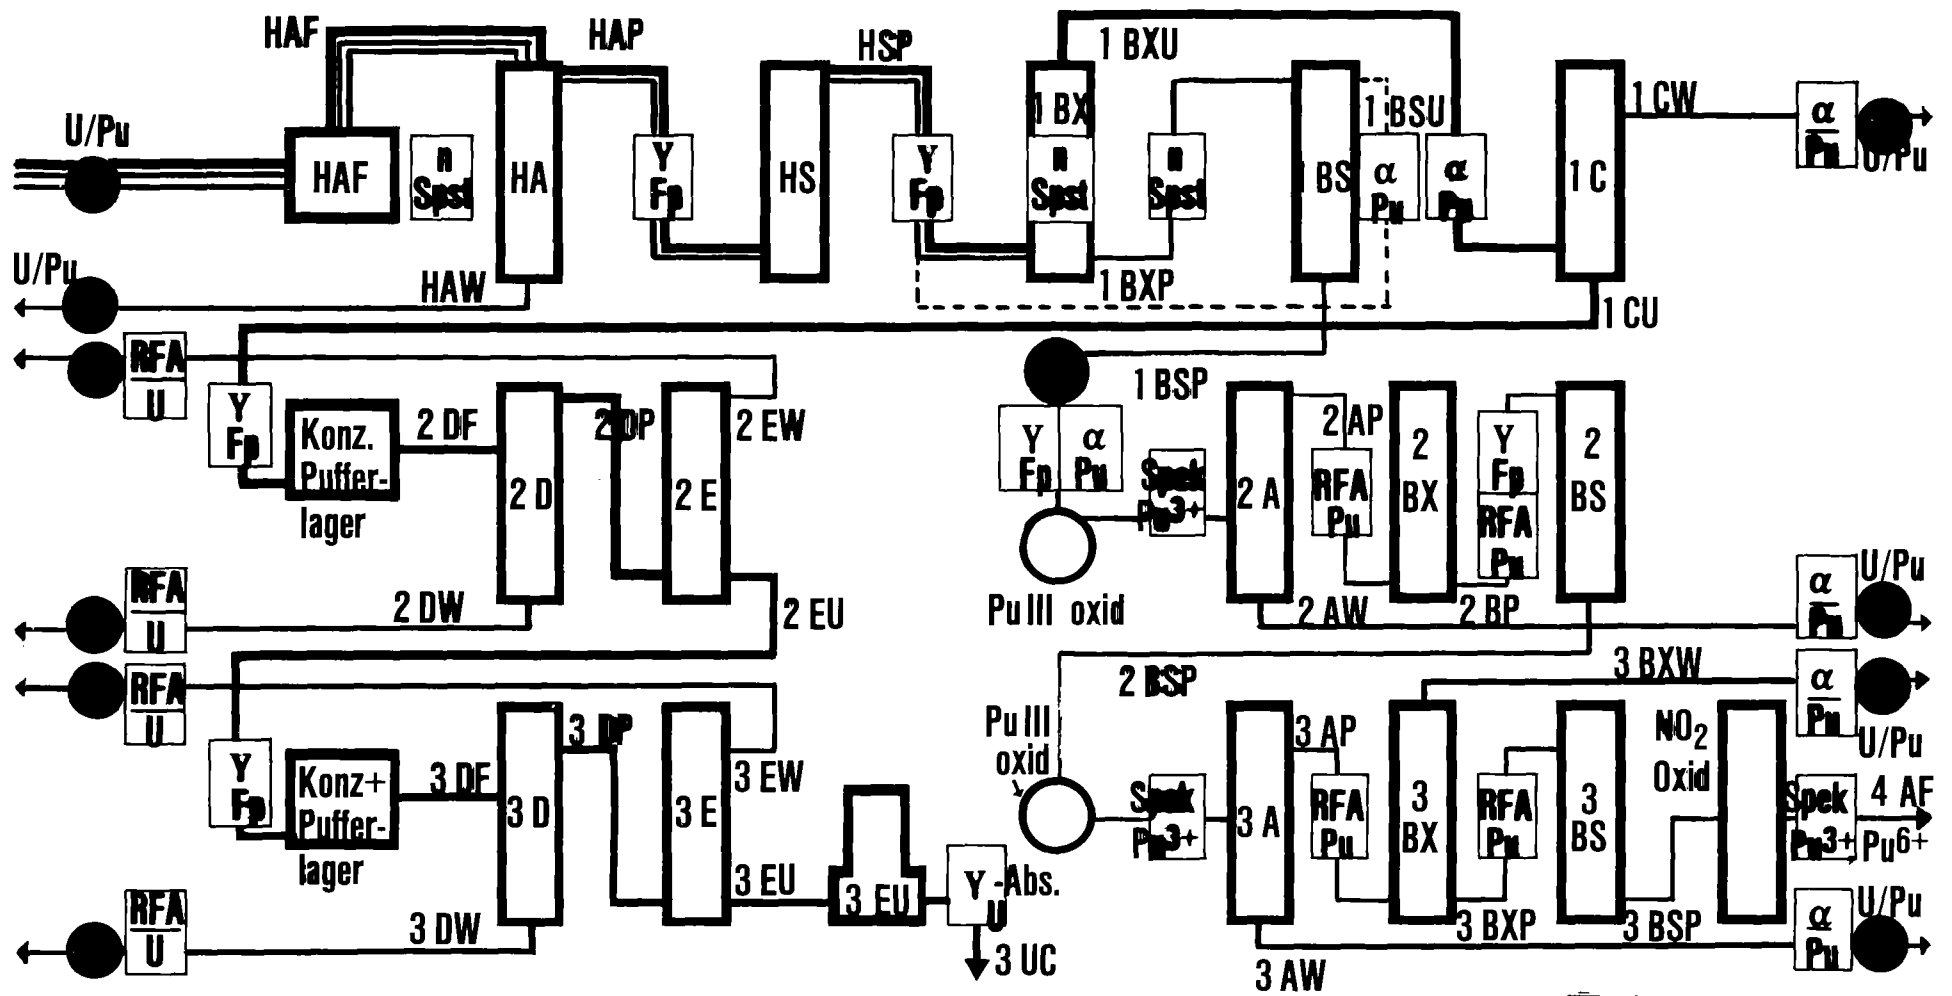 HAF
HAP
HSP
1 BXU
U/Pu
HAF
n
Spst
HA
γ
Fp
HS
γ
Fp
1 BX
n
Spst
n
Spst
1 BS
1 BSU
α
Pu
α
Pu
1 C
1 CW
α
Pu
U/Pu
U/Pu
HAW
1 BXP
1 CU
RFA
U
γ
Fp
Konz.
Puffer-
lager
2 DF
2 D
2 DP
2 E
2 EW
1 BSP
γ
Fp
α
Pu
Spek
Pu3+
Pu III oxid
2 A
2 AP
RFA
Pu
2
BX
γ
Fp
RFA
Pu
2
BS
RFA
U
2 DW
2 EU
2 AW
2 BP
α
Pu
U/Pu
RFA
U
2 BSP
3 BXW
α
Pu
U/Pu
γ
Fp
Konz+
Puffer-
lager
3 DF
3 D
3 DP
3 E
3 EW
Pu III
oxid
Spek
Pu3+
3 A
3 AP
RFA
Pu
3
BX
RFA
Pu
3
BS
NO2
Oxid
Spek
Pu3+
4 AF
Pu6+
3 EU
3 EU
γ -Abs.
U
3 UC
RFA
U
3 DW
3 BXP
3 BSP
3 AW
α
Pu
U/Pu